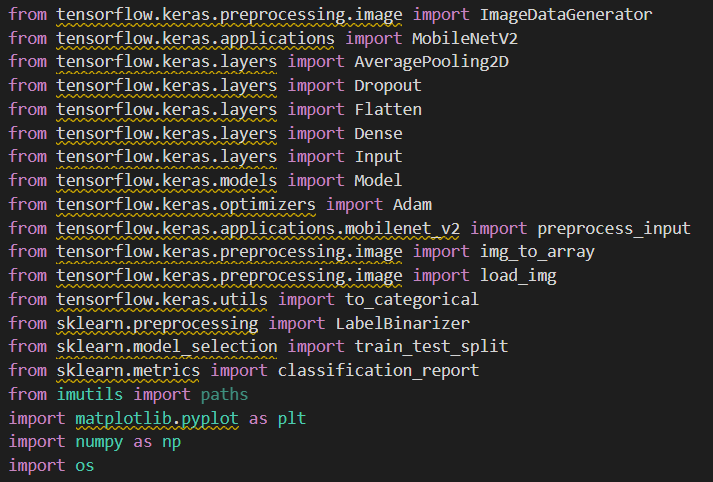 from tensorflow.keras.preprocessing.image import ImageDataGenerator
from tensorflow.keras.applications import MobileNetV2
from tensorflow.keras.layers import AveragePooling2D
from tensorflow.keras.layers import Dropout
from tensorflow.keras.layers import Flatten
from tensorflow.keras.layers import Dense
from tensorflow.keras.layers import Input
from tensorflow.keras.models import Model
from tensorflow.keras.optimizers import Adam
from tensorflow.keras.applications.mobilenet_v2 import preprocess_input
from tensorflow.keras.preprocessing.image import img_to_array
from tensorflow.keras.preprocessing.image import load_img
from tensorflow.keras.utils import to_categorical
from sklearn.preprocessing import LabelBinarizer
from sklearn.model_selection import train_test_split
from sklearn.metrics import classification_report
from imutils import paths
import matplotlib.pyplot as plt
import numpy as np
import os